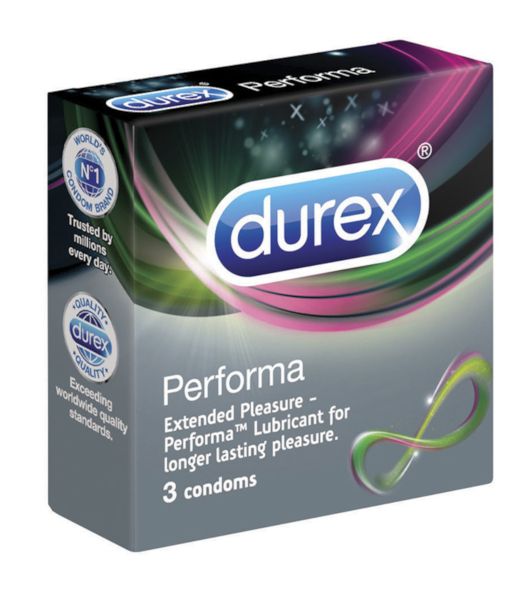 durex Performa
WORLD'S
Nº1
CONDOM BRAND
Trusted by
millions
every day.
QUALITY
durex
QUALITY
Exceeding
worldwide quality
standards.
durex®
Performa
Extended Pleasure –
Performa™ Lubricant for
longer lasting pleasure.
3 condoms